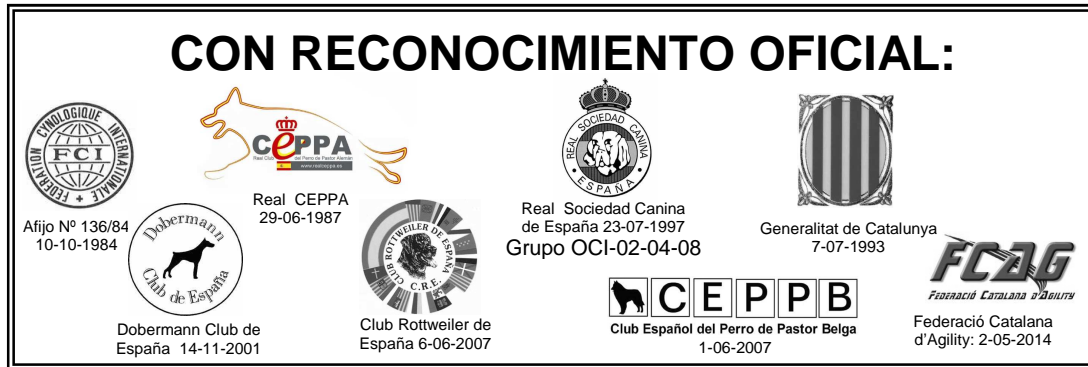 CON RECONOCIMIENTO OFICIAL:
FEDERATION CYNOLOGIQUE INTERNATIONALE
FCI
Afijo Nº 136/84
10-10-1984
CEPPA
Real Club del Perro de Pastor Alemán
www.realceppa.es
Real CEPPA
29-06-1987
REAL SOCIEDAD CANINA
ESPAÑA
Real Sociedad Canina
de España 23-07-1997
Grupo OCI-02-04-08
Generalitat de Catalunya
7-07-1993
Dobermann
Club de España
Dobermann Club de
España 14-11-2001
CLUB ROTTWEILER DE ESPAÑA
C.R.E.
Club Rottweiler de
España 6-06-2007
CEPPB
Club Español del Perro de Pastor Belga
1-06-2007
FCAG
FEDERACIÓ CATALANA D'AGILITY
Federació Catalana
d'Agility: 2-05-2014